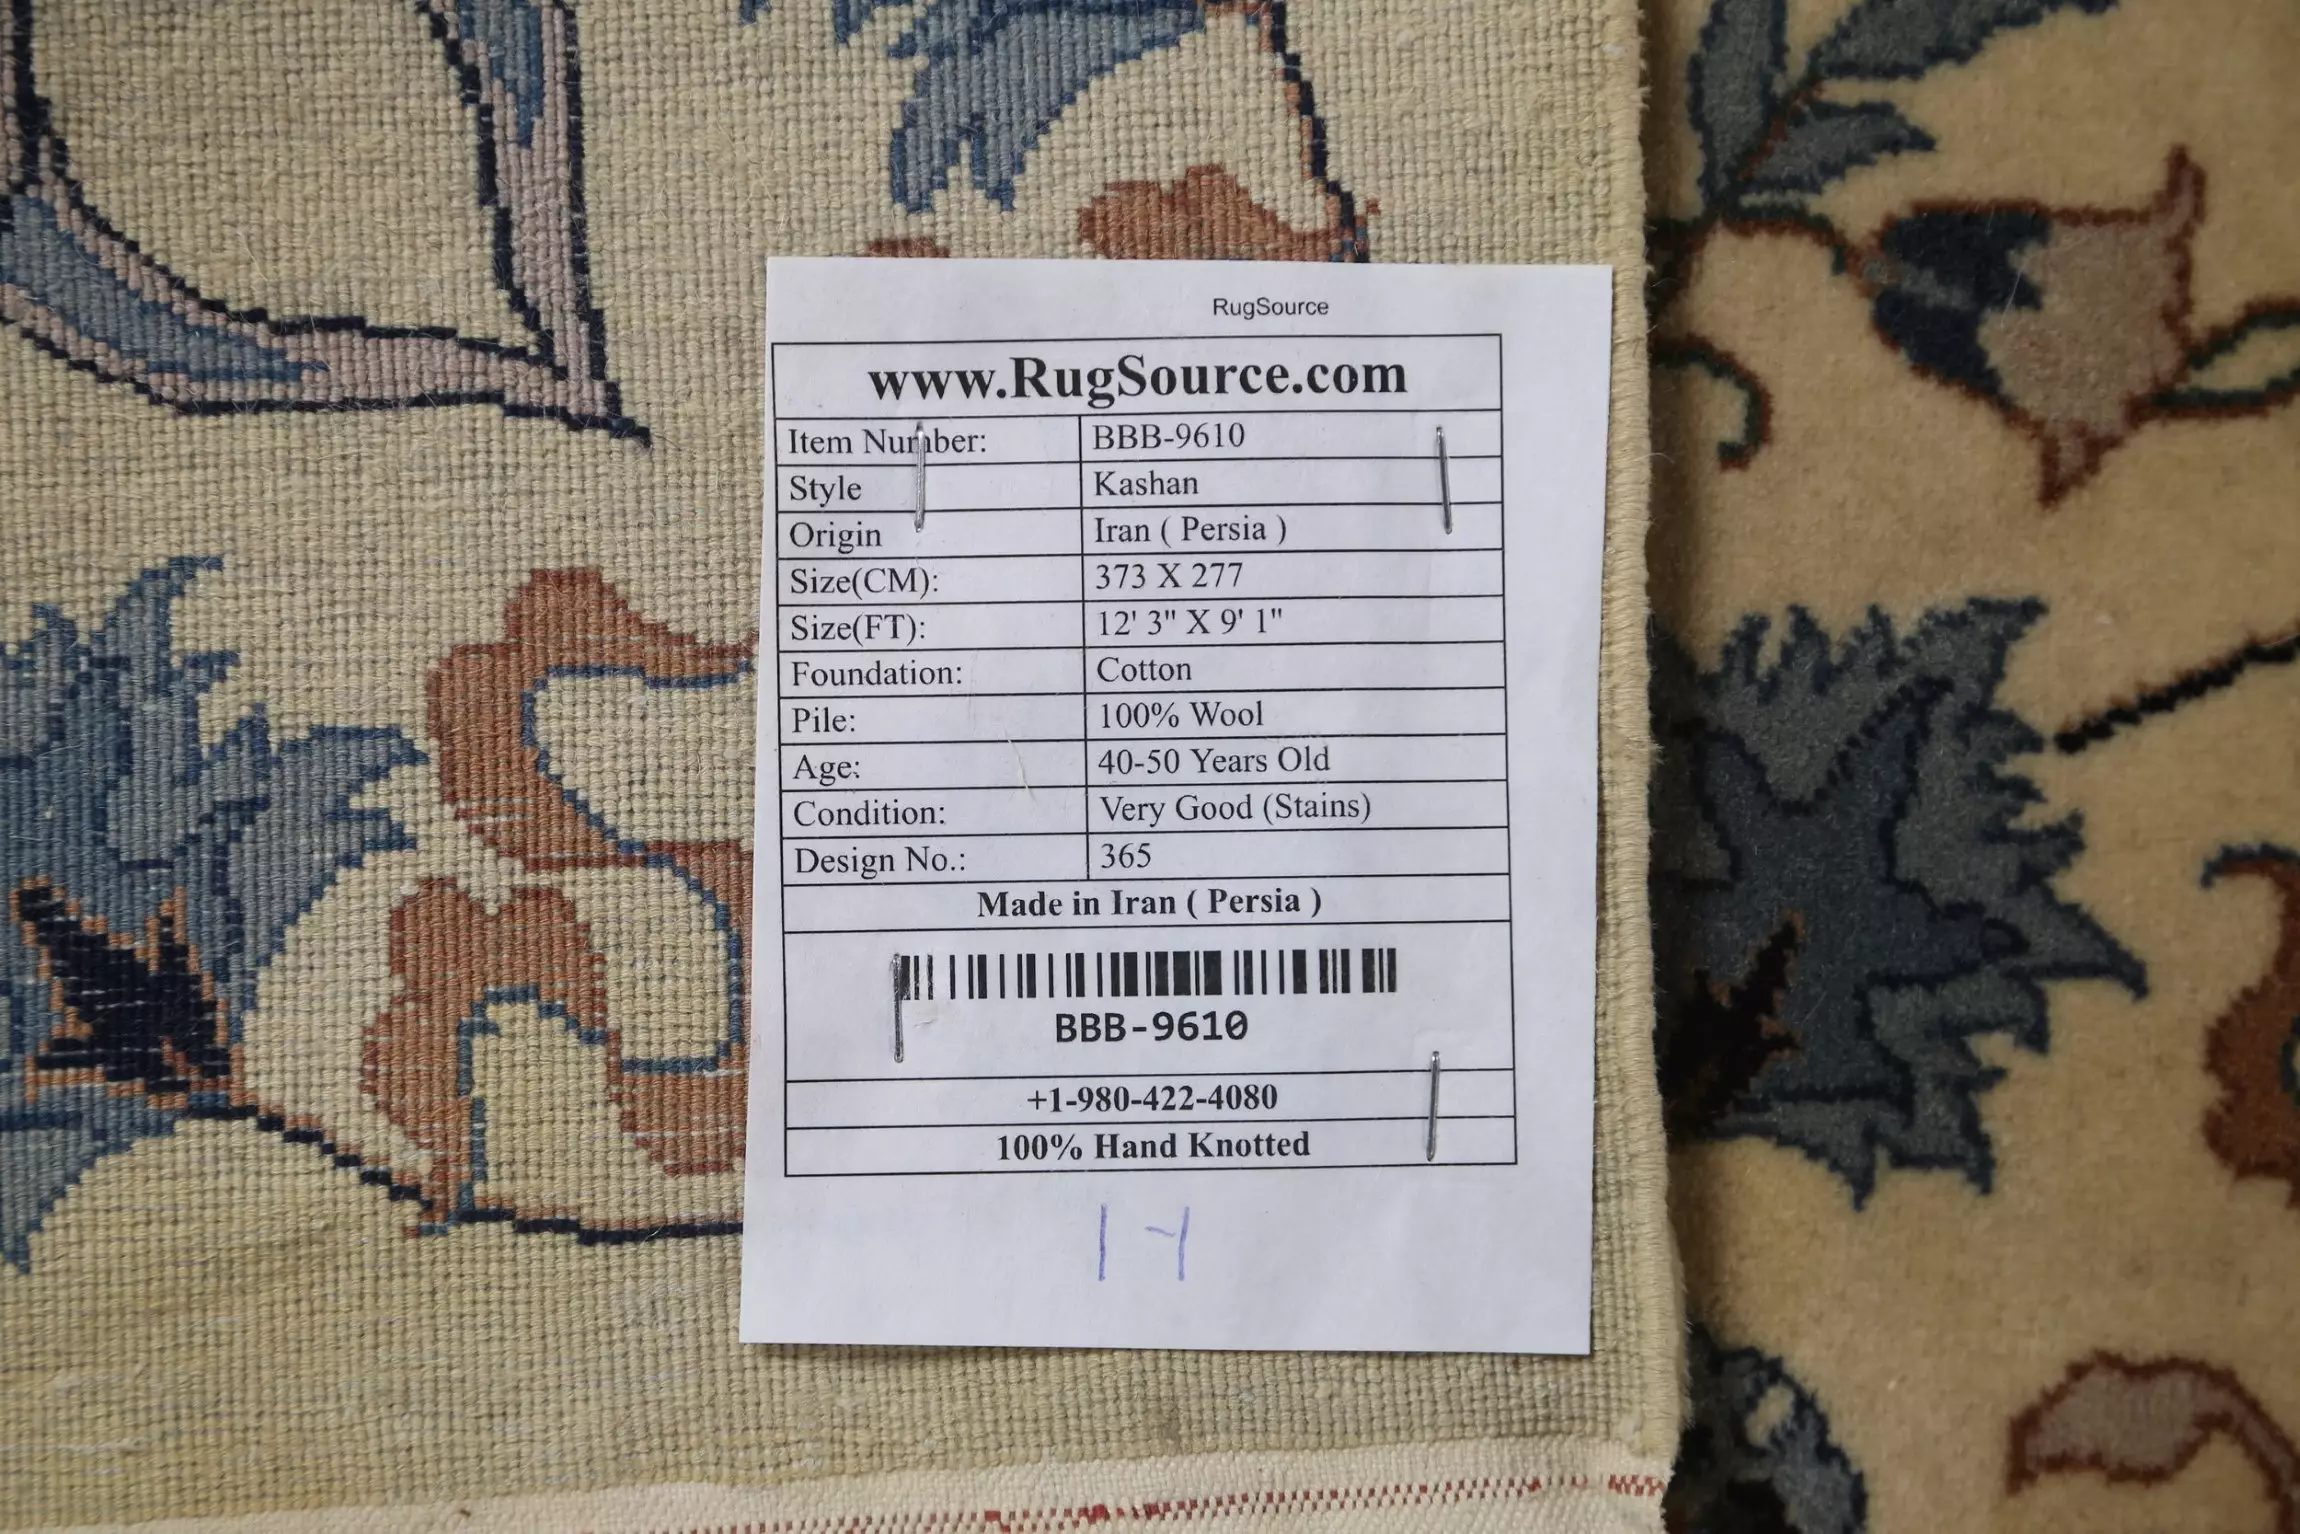 RugSource
www.RugSource.com
Item Number: BBB-9610
Style Kashan
Origin Iran ( Persia )
Size(CM): 373 X 277
Size(FT): 12' 3" X 9' 1"
Foundation: Cotton
Pile: 100% Wool
Age: 40-50 Years Old
Condition: Very Good (Stains)
Design No.: 365
Made in Iran ( Persia )
BBB-9610
+1-980-422-4080
100% Hand Knotted